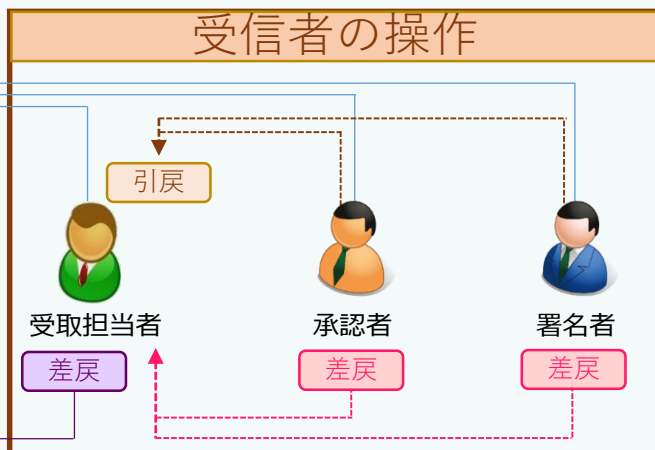 受信者の操作
引戻
受取担当者
承認者
署名者
差戻
差戻
差戻